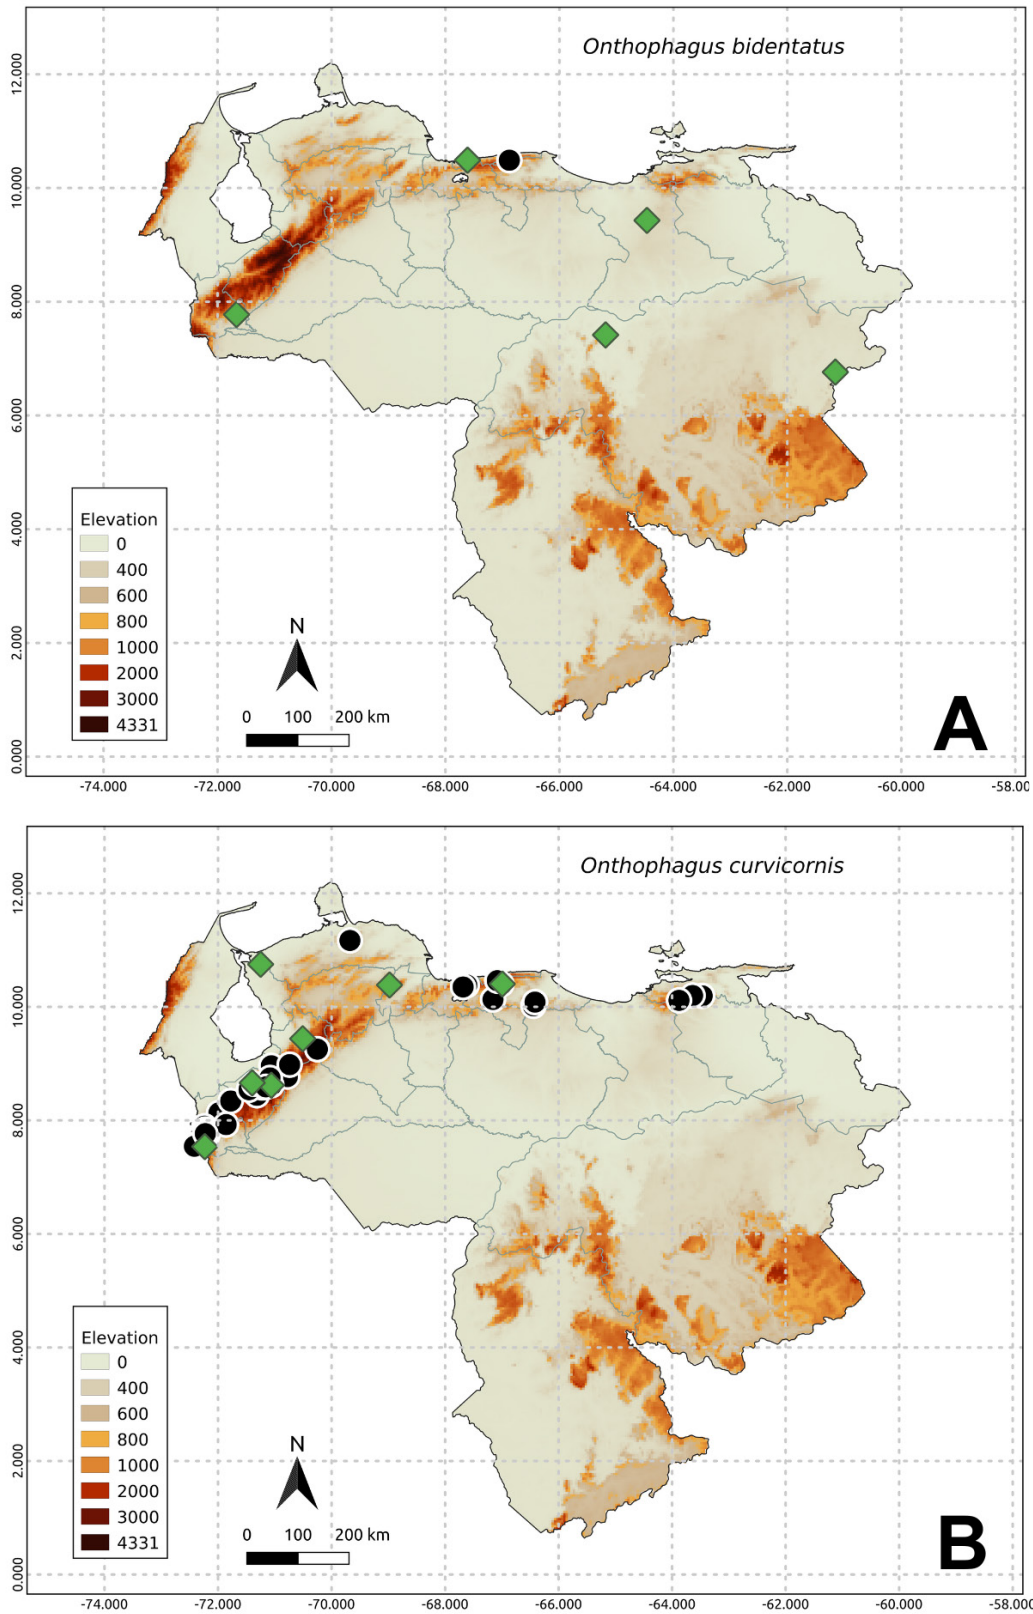 Onthophagus bidentatus
12.000
10.000
8.000
6.000
4.000
2.000
0.000
Elevation
0
400
600
800
1000
2000
3000
4331
N
0 100 200 km
A
-74.000 -72.000 -70.000 -68.000 -66.000 -64.000 -62.000 -60.000 -58.00
Onthophagus curvicornis
12.000
10.000
8.000
6.000
4.000
2.000
0.000
Elevation
0
400
600
800
1000
2000
3000
4331
N
0 100 200 km
B
-74.000 -72.000 -70.000 -68.000 -66.000 -64.000 -62.000 -60.000 -58.000